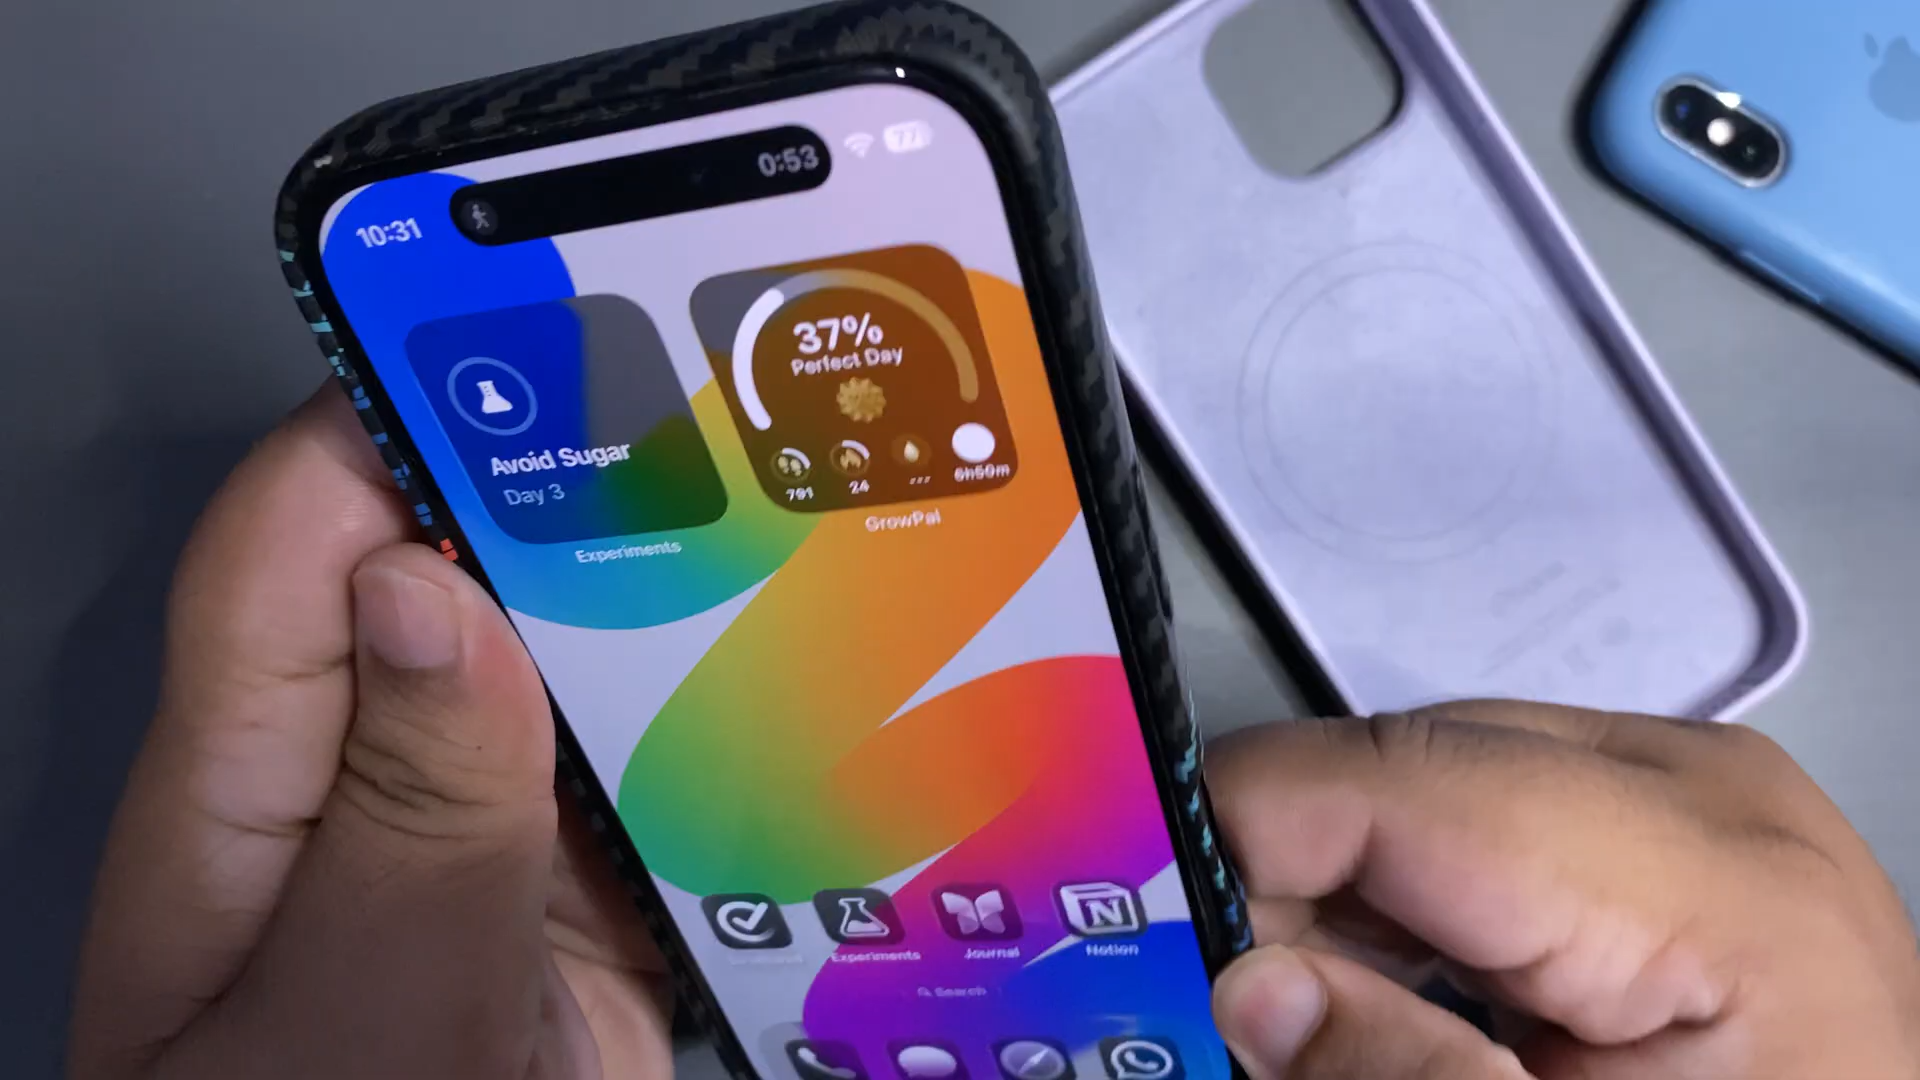 10:31
0:53
77
37%
Perfect Day
791
24
---
6h50m
GrowPal
Avoid Sugar
Day 3
Experiments
Experiments
Journal
Notion
Search